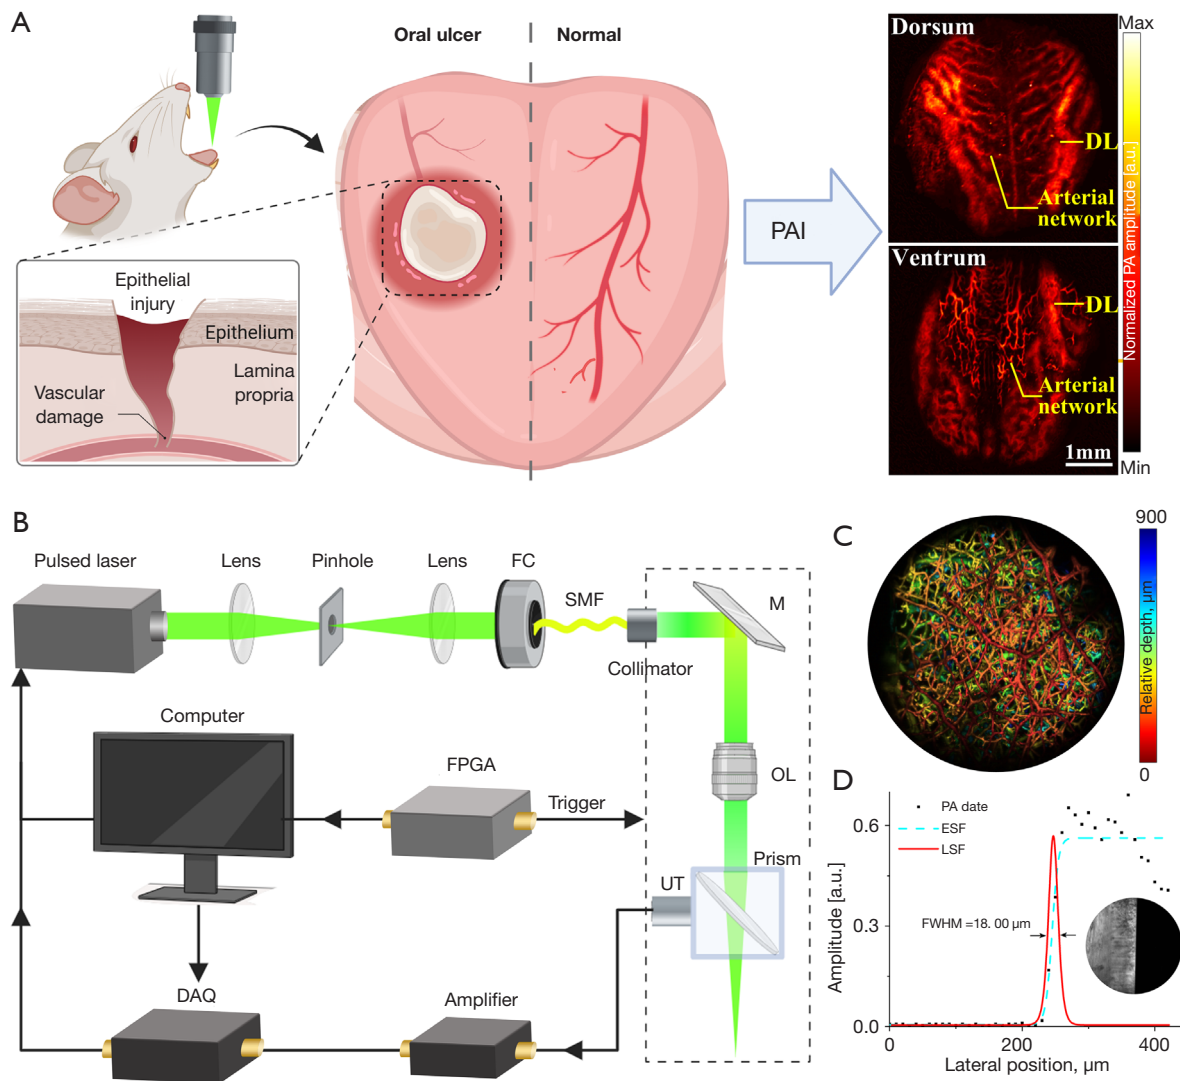 A
Oral ulcer
Normal
Epithelial
injury
Epithelium
Lamina
propria
Vascular
damage
PAI
Dorsum
DL
Arterial
network
Ventrum
DL
Arterial
network
1mm
Max
Normalized PA amplitude [a.u.]
Min
B
Pulsed laser
Lens
Pinhole
Lens
FC
SMF
Collimator
M
OL
Prism
UT
Computer
FPGA
Trigger
DAQ
Amplifier
C
900
Relative depth, μm
0
D
PA date
ESF
LSF
FWHM =18. 00 μm
Amplitude [a.u.]
0.6
0.3
0.0
0
200
400
Lateral position, μm